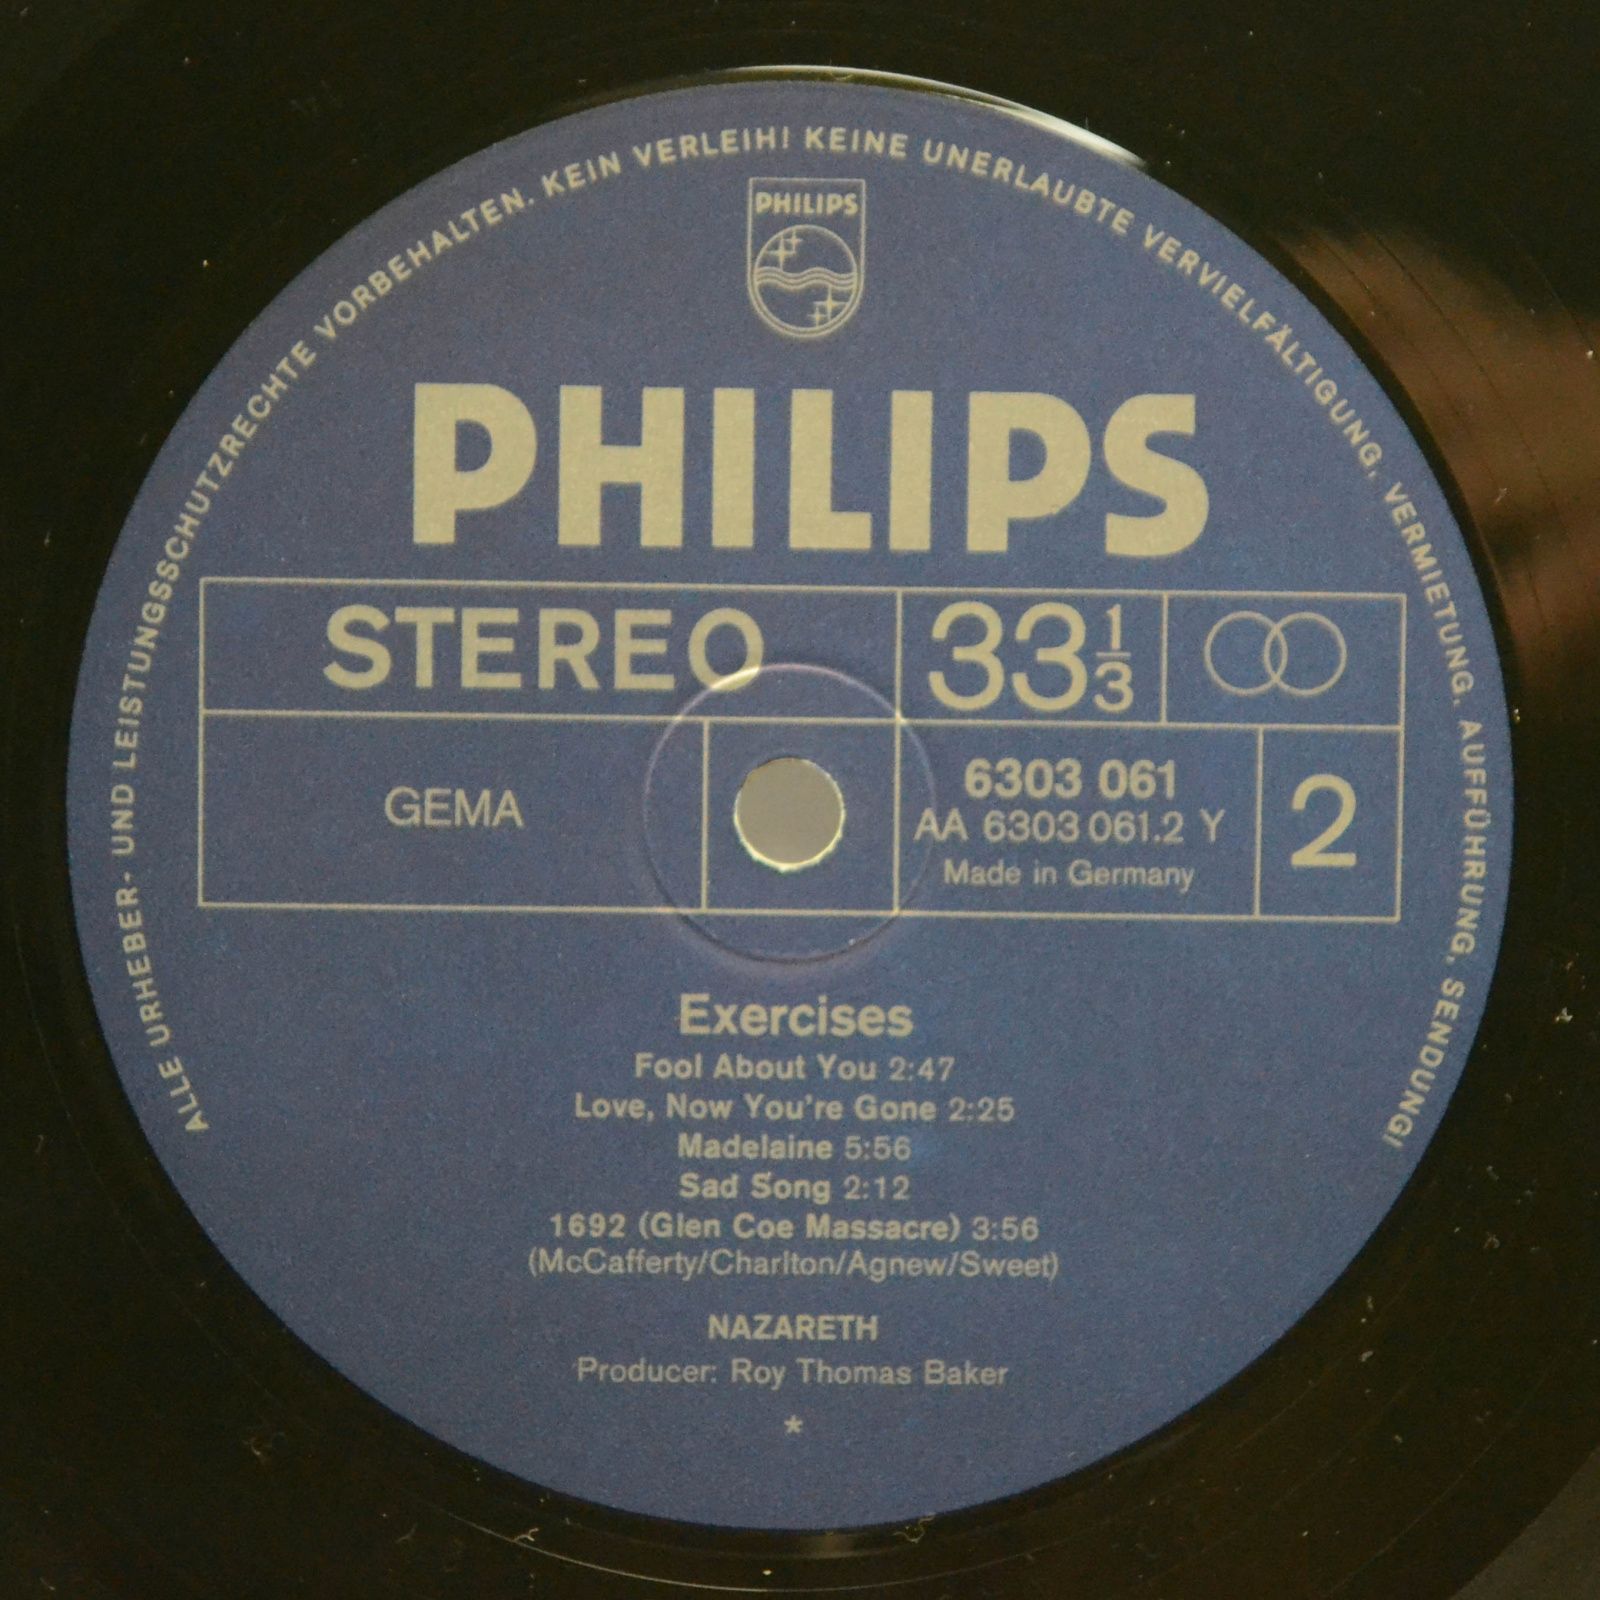 ALLE URHEBER- UND LEISTUNGSSCHUTZRECHTE VORBEHALTEN. KEIN VERLEIH! KEINE UNERLAUBTE VERVIELFÄLTIGUNG, VERMIETUNG, AUFFÜHRUNG, SENDUNG!
PHILIPS
PHILIPS
STEREO 33 1/3
GEMA
6303 061
AA 6303 061.2 Y
Made in Germany
2
Exercises
Fool About You 2:47
Love, Now You're Gone 2:25
Madelaine 5:56
Sad Song 2:12
1692 (Glen Coe Massacre) 3:56
(McCafferty/Charlton/Agnew/Sweet)
NAZARETH
Producer: Roy Thomas Baker
*